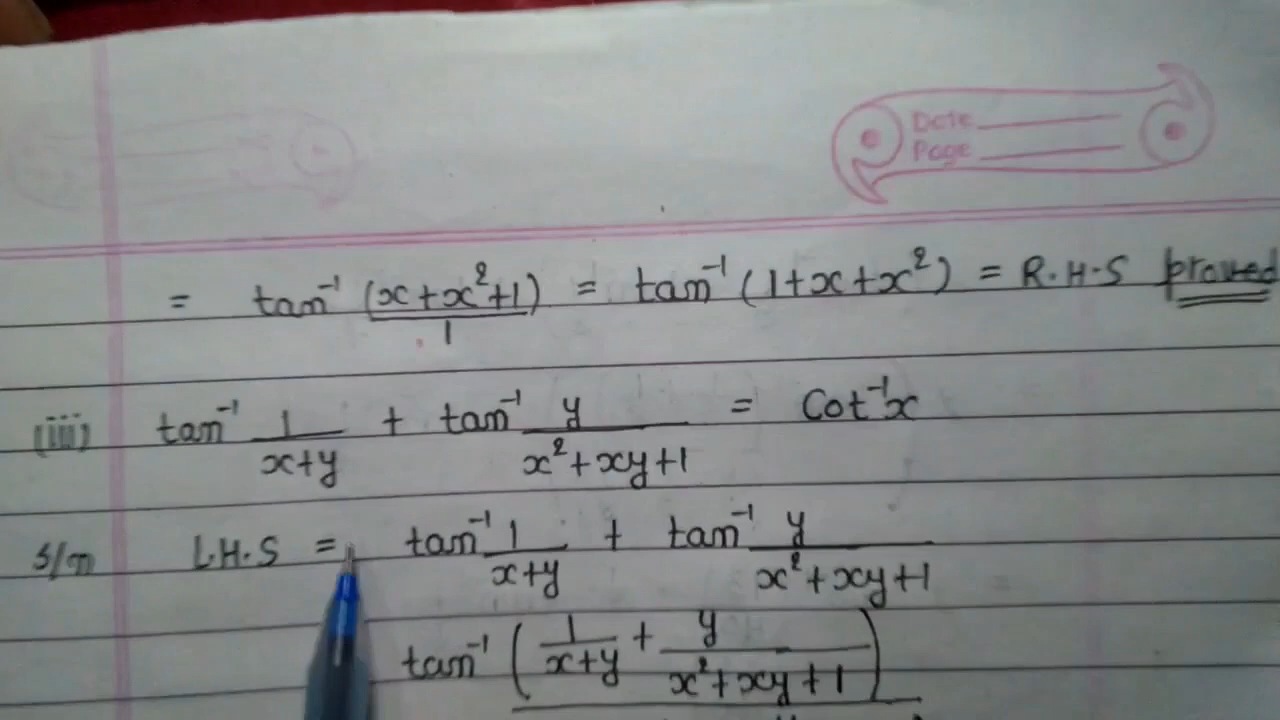 Date
Page
= tan⁻¹ (x+x²+1)/1 = tan⁻¹ (1+x+x²) = R.H.S proved
(iii) tan⁻¹ 1/(x+y) + tan⁻¹ y/(x²+xy+1) = Cot⁻¹x
S/n L.H.S = tan⁻¹ 1/(x+y) + tan⁻¹ y/(x²+xy+1)
tan⁻¹ (1/(x+y) + y/(x²+xy+1))